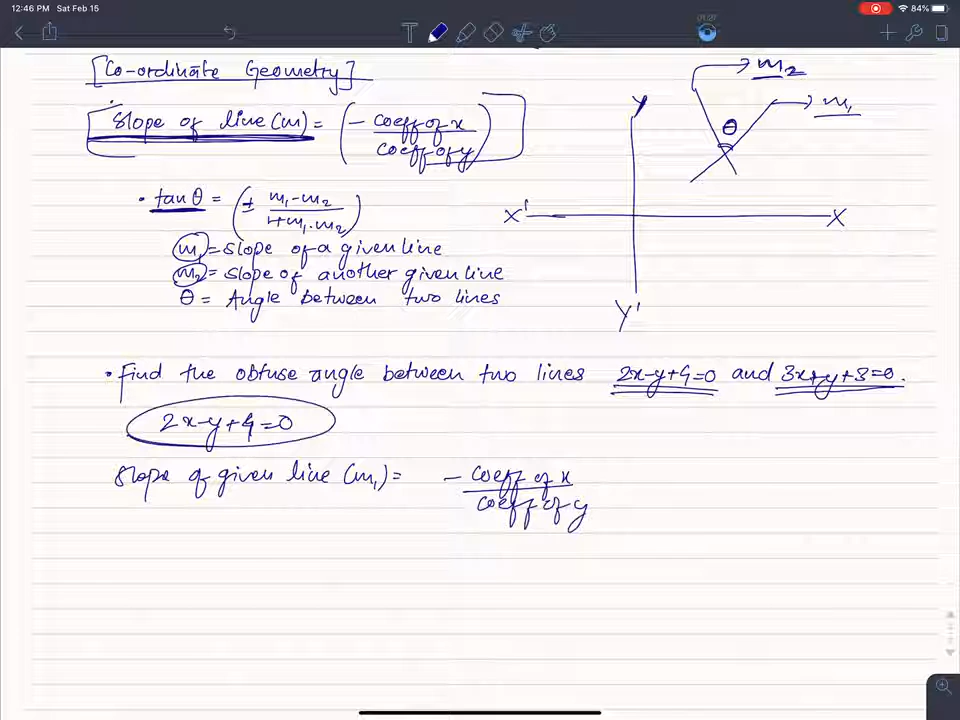 12:46 PM Sat Feb 15
84%
[Co-ordinate Geometry]
Slope of line (m) = (- coeff of x / coeff of y)
m2
m1
θ
Y
X'
X
Y'
• tanθ = (± m1-m2 / 1+m1.m2)
m1 = slope of a given line
m2 = slope of another given line
θ = Angle between two lines
• Find the obtuse angle between two lines 2x-y+4=0 and 3x+y+3=0.
2x-y+4=0
Slope of given line (m1) = - coeff of x / coeff of y